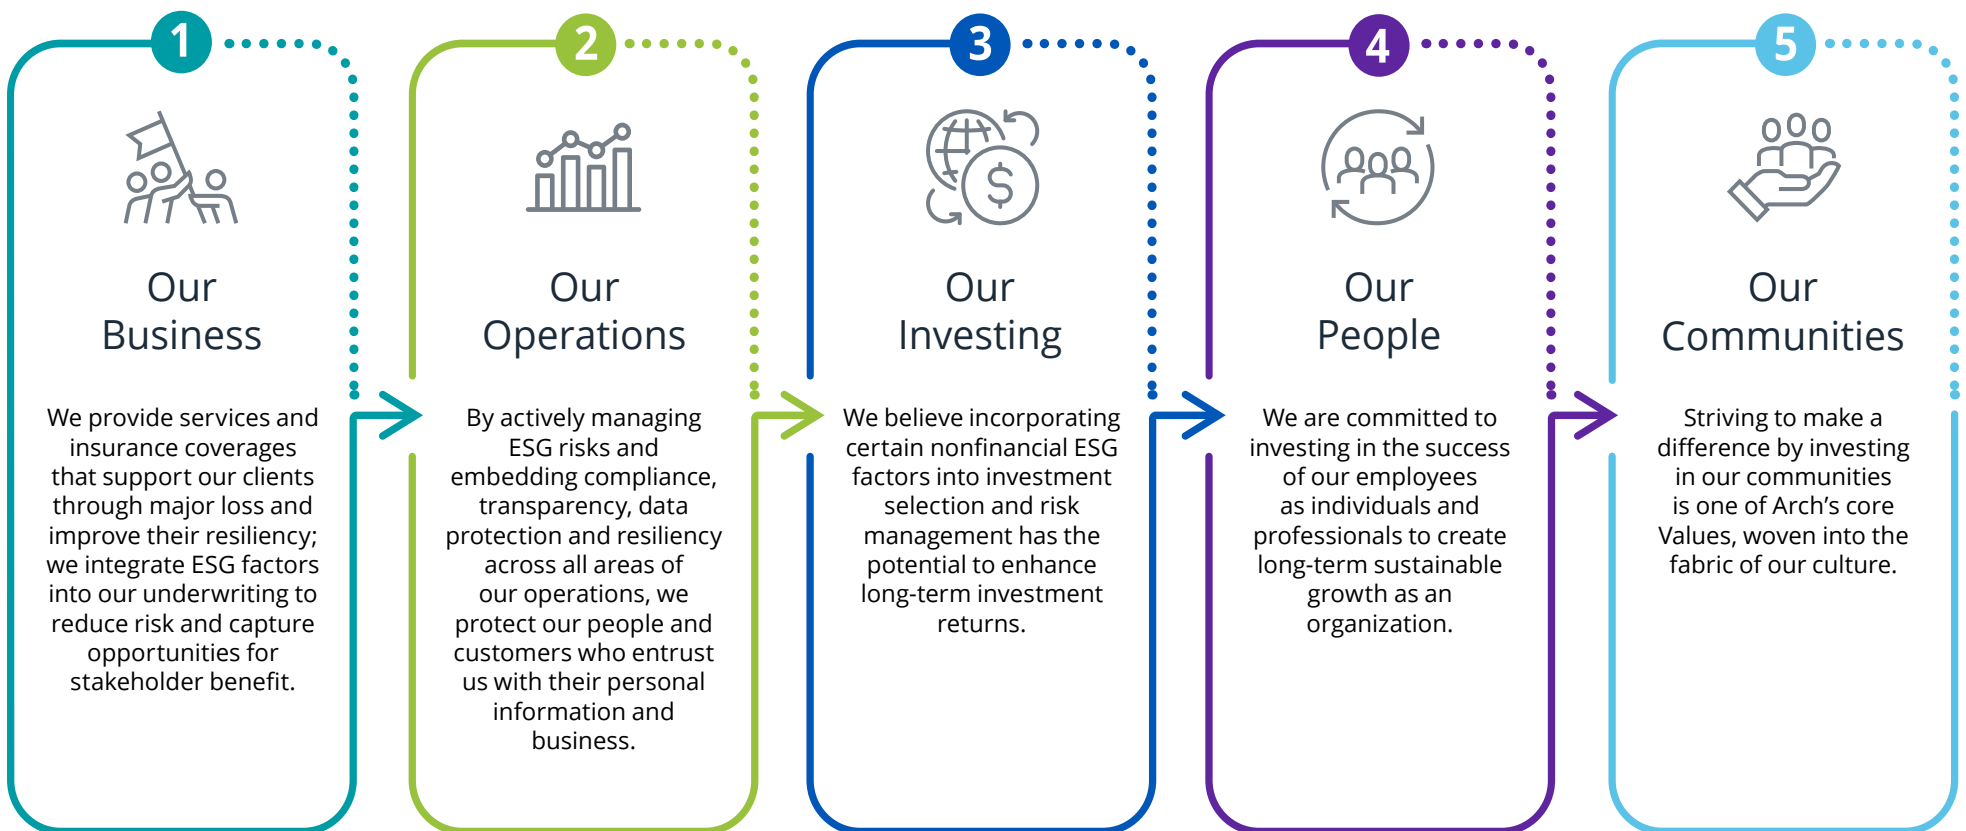 1
Our
Business
We provide services and
insurance coverages
that support our clients
through major loss and
improve their resiliency;
we integrate ESG factors
into our underwriting to
reduce risk and capture
opportunities for
stakeholder benefit.
2
Our
Operations
By actively managing
ESG risks and
embedding compliance,
transparency, data
protection and resiliency
across all areas of
our operations, we
protect our people and
customers who entrust
us with their personal
information and
business.
3
Our
Investing
We believe incorporating
certain nonfinancial ESG
factors into investment
selection and risk
management has the
potential to enhance
long-term investment
returns.
4
Our
People
We are committed to
investing in the success
of our employees
as individuals and
professionals to create
long-term sustainable
growth as an
organization.
5
Our
Communities
Striving to make a
difference by investing
in our communities
is one of Arch’s core
Values, woven into the
fabric of our culture.